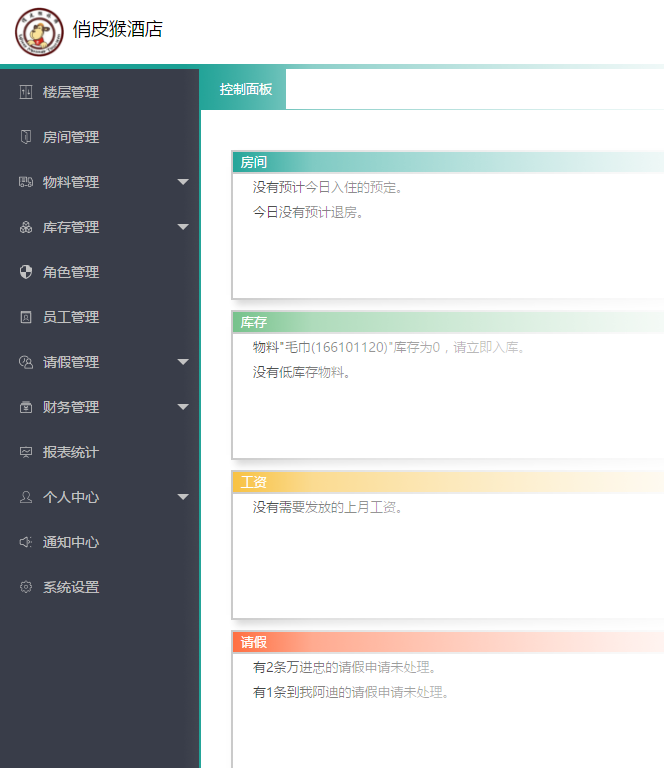 俏皮猴酒店
楼层管理
房间管理
物料管理
库存管理
角色管理
员工管理
请假管理
财务管理
报表统计
个人中心
通知中心
系统设置
控制面板
房间
没有预计今日入住的预定。
今日没有预计退房。
库存
物料"毛巾(166101120)"库存为0，请立即入库。
没有低库存物料。
工资
没有需要发放的上月工资。
请假
有2条万进忠的请假申请未处理。
有1条到我阿迪的请假申请未处理。